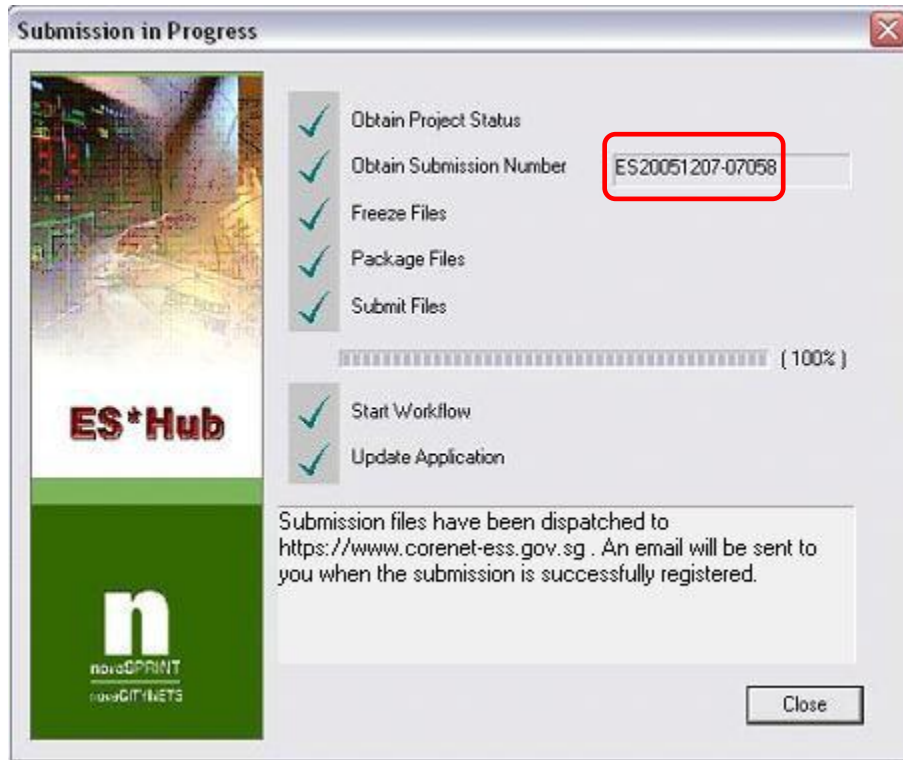 Submission in Progress
Obtain Project Status
Obtain Submission Number
ES20051207-07058
Freeze Files
Package Files
Submit Files
( 100% )
ES*Hub
Start Workflow
Update Application
Submission files have been dispatched to
https://www.corenet-ess.gov.sg . An email will be sent to
you when the submission is successfully registered.
n
novaSPRINT
novaCITYNETS
Close